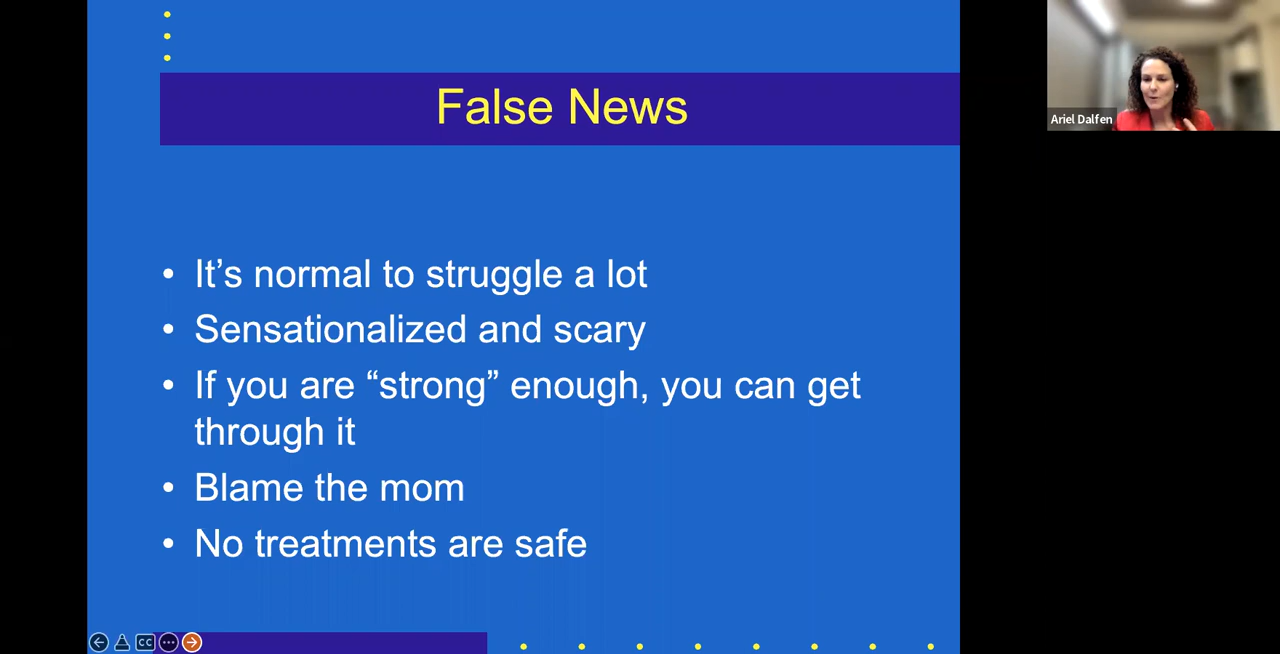 False News
Ariel Dalfen
• It’s normal to struggle a lot
• Sensationalized and scary
• If you are “strong” enough, you can get
through it
• Blame the mom
• No treatments are safe
CC